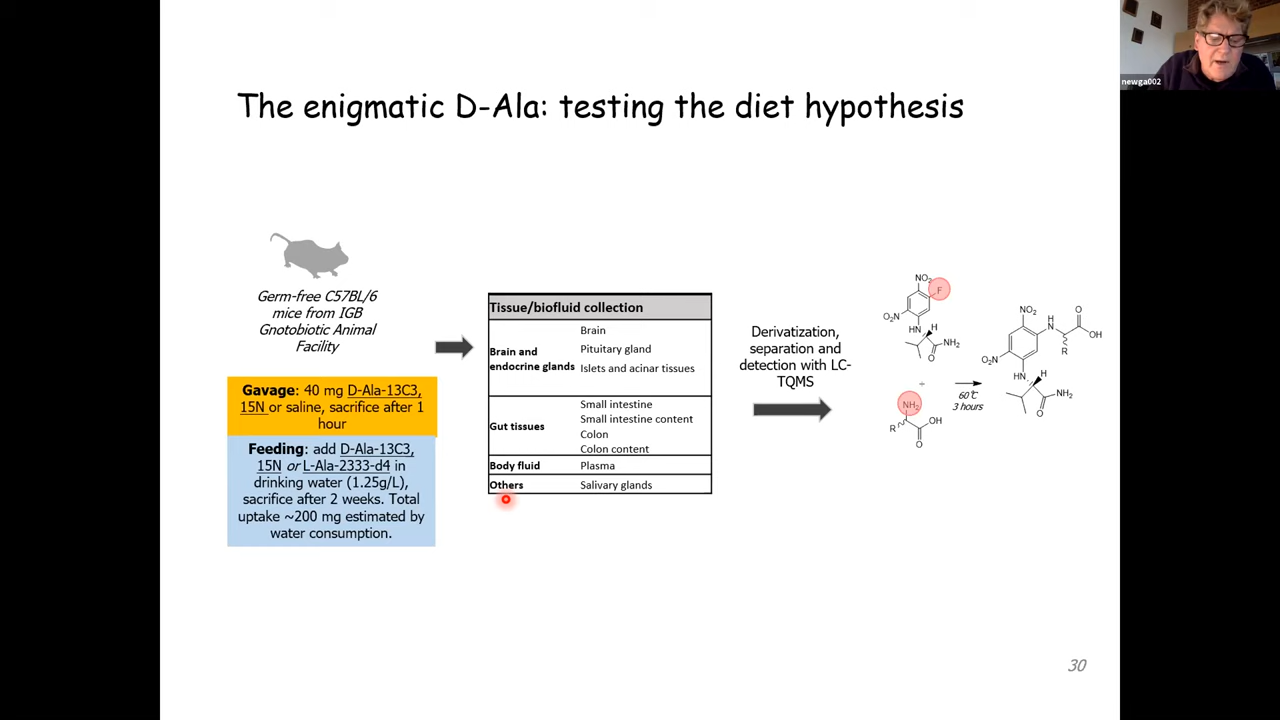 newga002
The enigmatic D-Ala: testing the diet hypothesis
Germ-free C57BL/6
mice from IGB
Gnotobiotic Animal
Facility
Gavage: 40 mg D-Ala-13C3,
15N or saline, sacrifice after 1
hour
Feeding: add D-Ala-13C3,
15N or L-Ala-2333-d4 in
drinking water (1.25g/L),
sacrifice after 2 weeks. Total
uptake ~200 mg estimated by
water consumption.
Tissue/biofluid collection
Brain and
endocrine glands
Brain
Pituitary gland
Islets and acinar tissues
Gut tissues
Small intestine
Small intestine content
Colon
Colon content
Body fluid
Plasma
Others
Salivary glands
Derivatization,
separation and
detection with LC-
TQMS
NO2
F
O2N
HN
H
NH2
O
÷
NH2
R
OH
O
60℃
3 hours
NO2
H
N
O
OH
R
O2N
HN
H
NH2
O
30